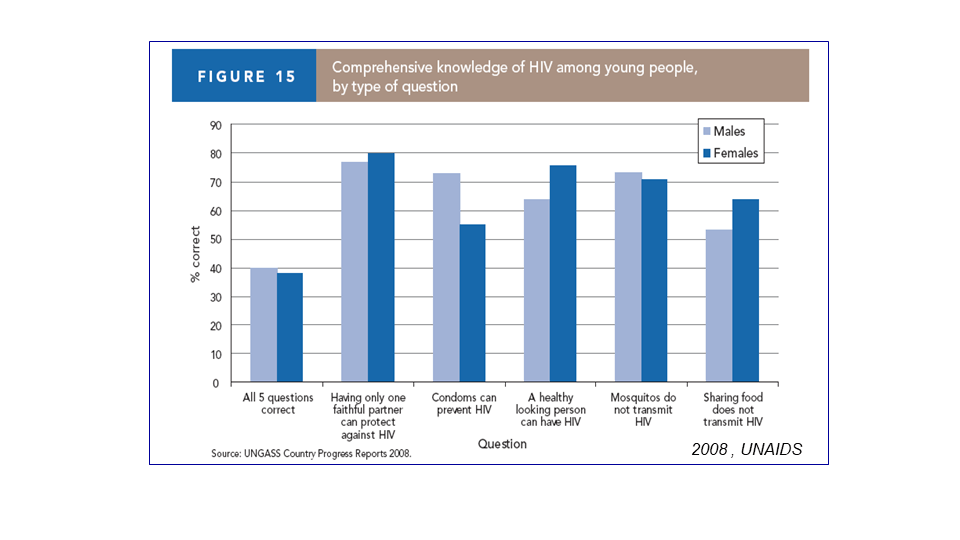 FIGURE 15
Comprehensive knowledge of HIV among young people,
by type of question
Males
Females
% correct
90
80
70
60
50
40
30
20
10
0
All 5 questions
correct
Having only one
faithful partner
can protect
against HIV
Condoms can
prevent HIV
A healthy
looking person
can have HIV
Mosquitos do
not transmit
HIV
Sharing food
does not
transmit HIV
Question
Source: UNGASS Country Progress Reports 2008.
2008 , UNAIDS